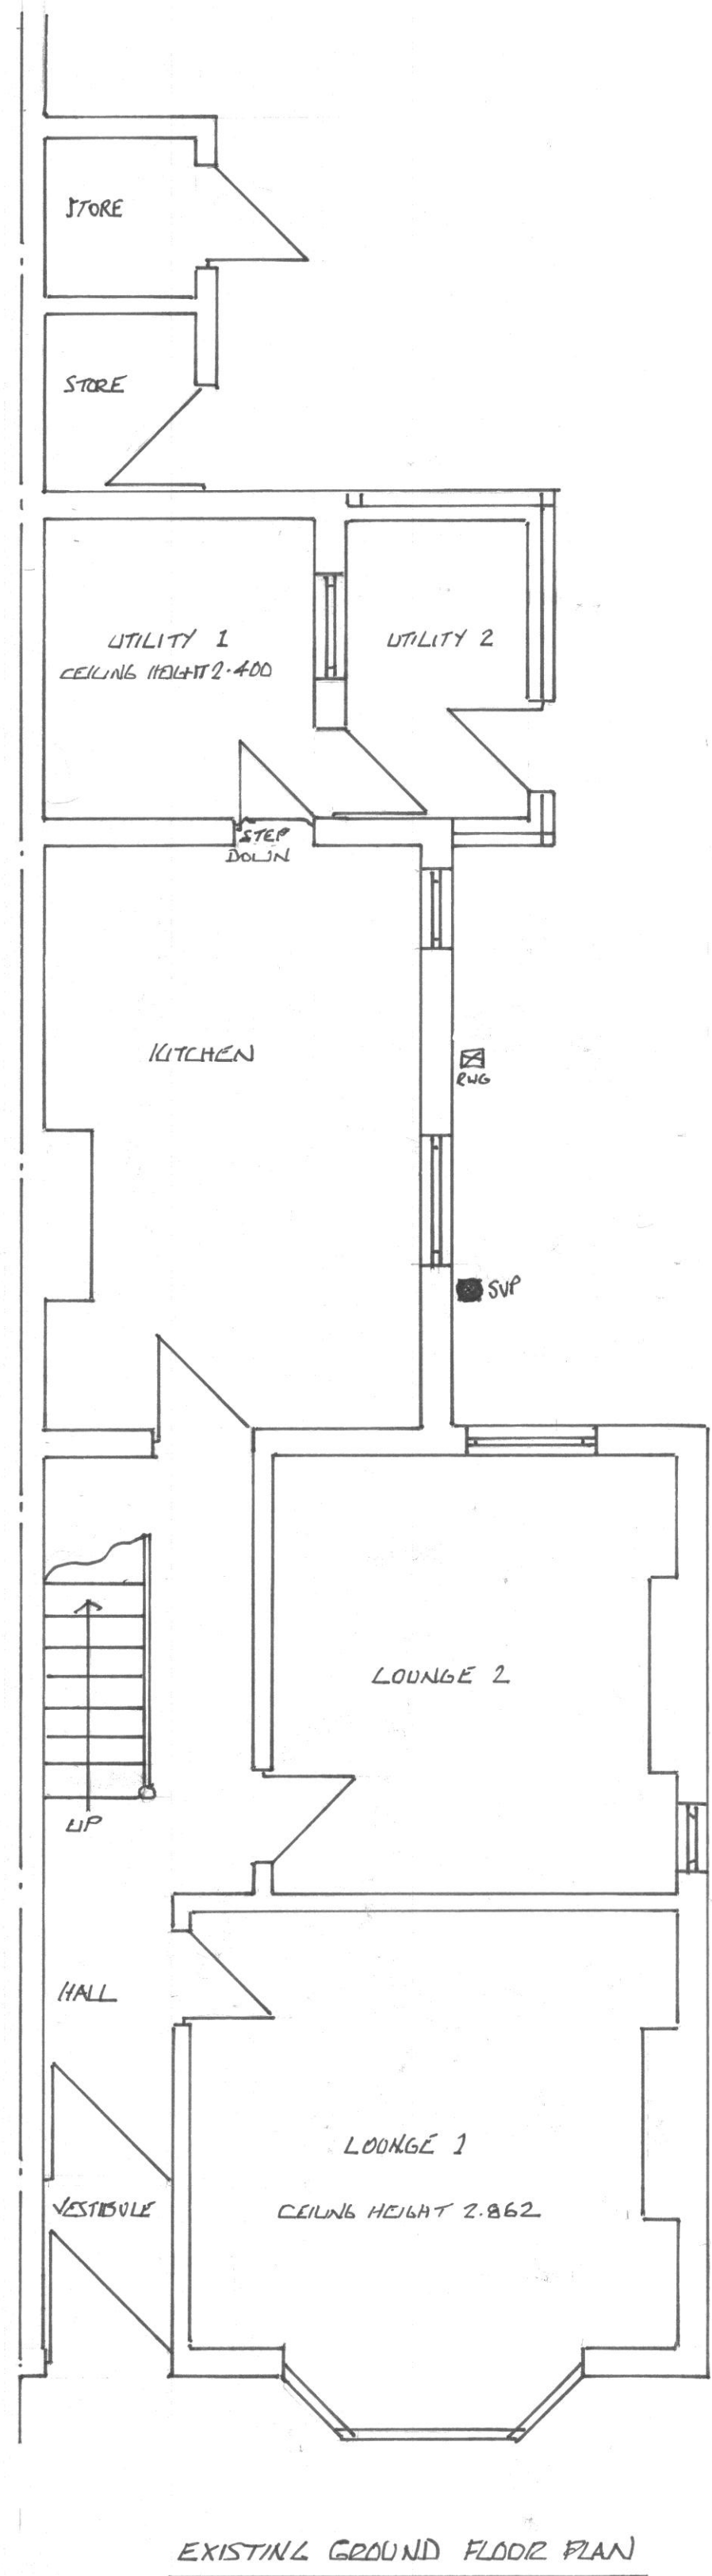 STORE
STORE
UTILITY 1
CEILING HEIGHT 2.400
UTILITY 2
STEP
DOWN
KITCHEN
RWG
SVP
LOUNGE 2
UP
HALL
LOUNGE 1
VESTIBULE
CEILING HEIGHT 2.862
EXISTING GROUND FLOOR PLAN